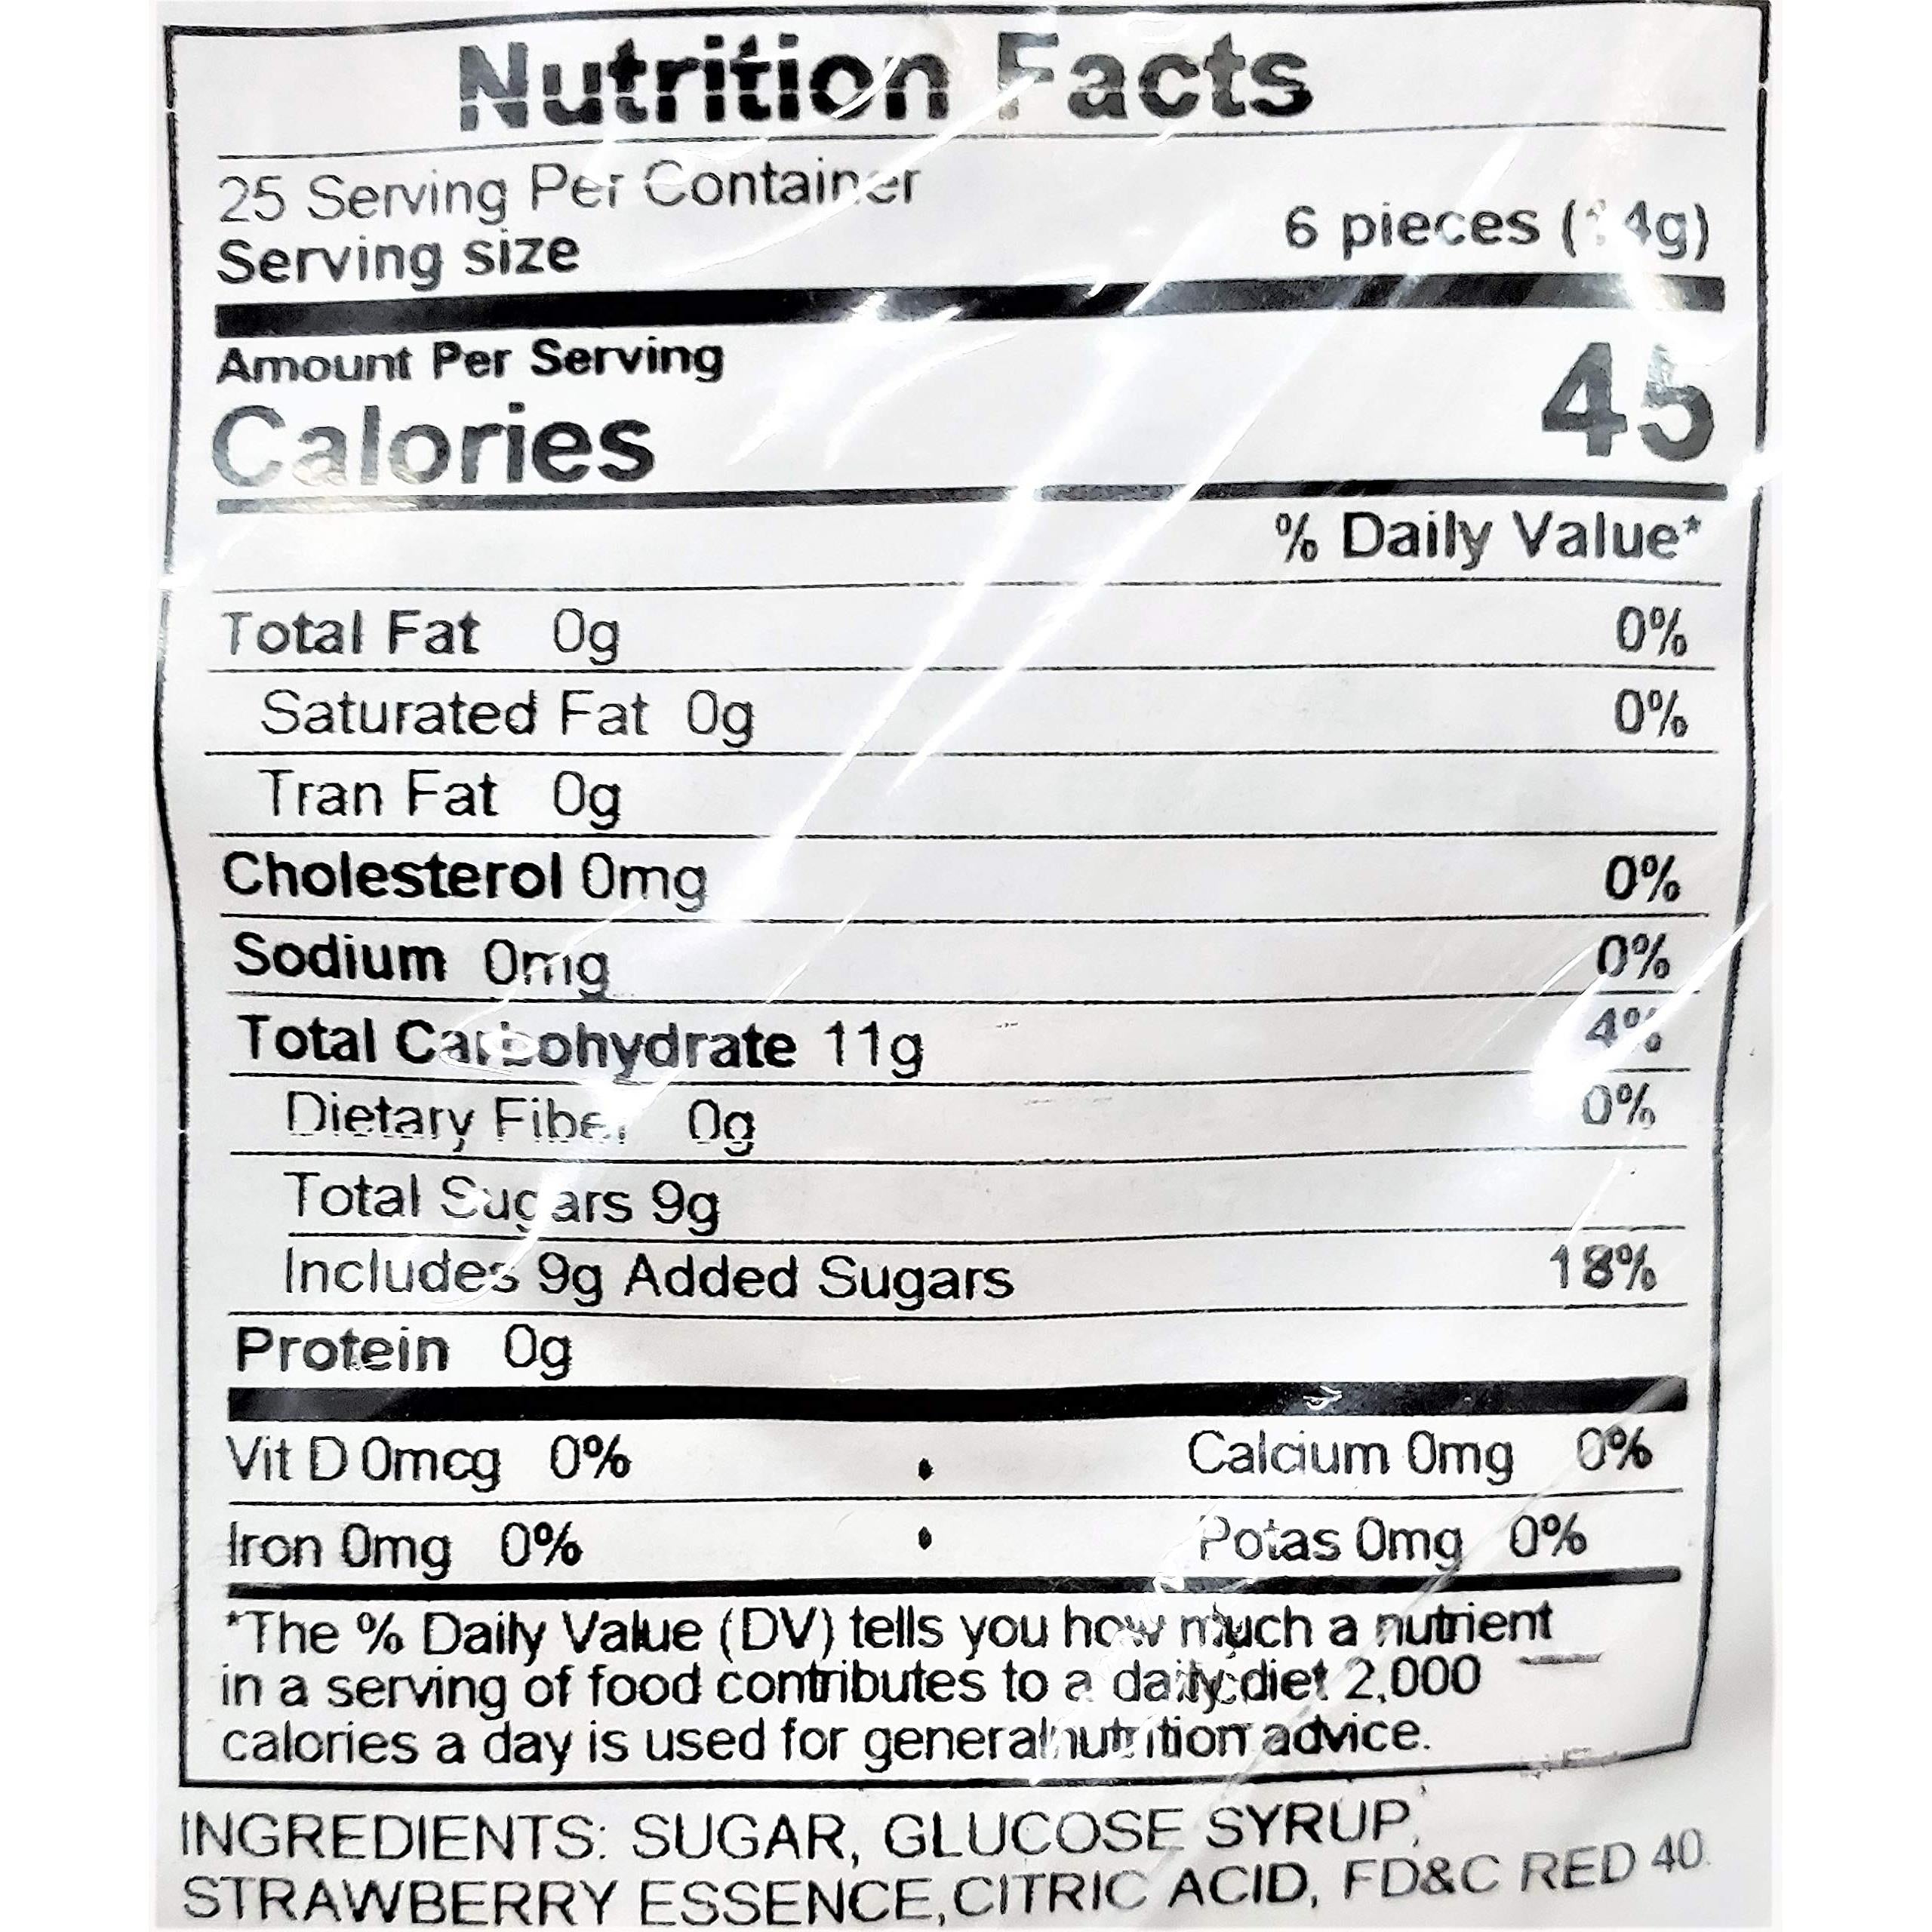 Nutrition Facts
25 Serving Per Container
Serving size 6 pieces (14g)
Amount Per Serving
Calories 45
% Daily Value*
Total Fat 0g 0%
Saturated Fat 0g 0%
Tran Fat 0g
Cholesterol 0mg 0%
Sodium 0mg 0%
Total Carbohydrate 11g 4%
Dietary Fiber 0g 0%
Total Sugars 9g
Includes 9g Added Sugars 18%
Protein 0g
Vit D 0mcg 0% • Calcium 0mg 0%
Iron 0mg 0% • Potas 0mg 0%
*The % Daily Value (DV) tells you how much a nutrient
in a serving of food contributes to a daily diet 2,000
calories a day is used for general nutrition advice.
INGREDIENTS: SUGAR, GLUCOSE SYRUP,
STRAWBERRY ESSENCE, CITRIC ACID, FD&C RED 40.